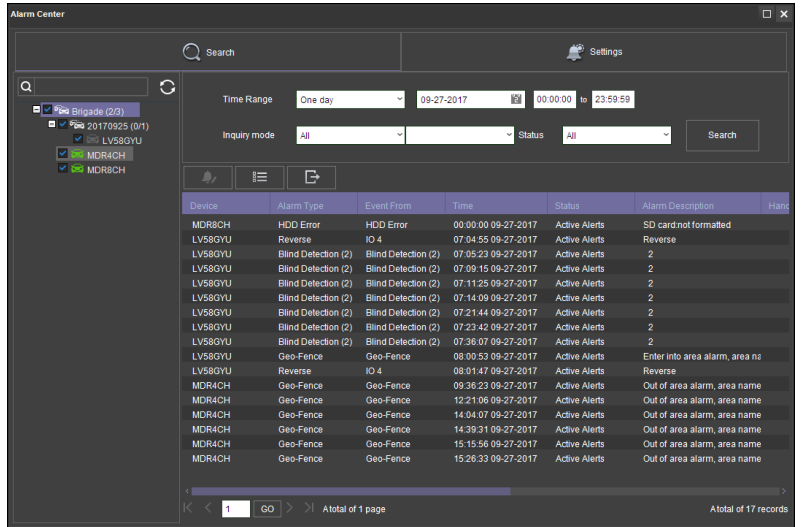 Alarm Center
Search
Settings
Brigade (2/3)
20170925 (0/1)
LV58GYU
MDR4CH
MDR8CH
Time Range One day 09-27-2017 00:00:00 to 23:59:59
Inquiry mode All Status All Search
Device Alarm Type Event From Time Status Alarm Description Hand
MDR8CH HDD Error HDD Error 00:00:00 09-27-2017 Active Alerts SD card:not formatted
LV58GYU Reverse IO 4 07:04:55 09-27-2017 Active Alerts Reverse
LV58GYU Blind Detection (2) Blind Detection (2) 07:05:23 09-27-2017 Active Alerts 2
LV58GYU Blind Detection (2) Blind Detection (2) 07:09:15 09-27-2017 Active Alerts 2
LV58GYU Blind Detection (2) Blind Detection (2) 07:11:25 09-27-2017 Active Alerts 2
LV58GYU Blind Detection (2) Blind Detection (2) 07:14:09 09-27-2017 Active Alerts 2
LV58GYU Blind Detection (2) Blind Detection (2) 07:21:44 09-27-2017 Active Alerts 2
LV58GYU Blind Detection (2) Blind Detection (2) 07:23:42 09-27-2017 Active Alerts 2
LV58GYU Blind Detection (2) Blind Detection (2) 07:36:07 09-27-2017 Active Alerts 2
LV58GYU Geo-Fence Geo-Fence 08:00:53 09-27-2017 Active Alerts Enter into area alarm, area na
LV58GYU Reverse IO 4 08:01:47 09-27-2017 Active Alerts Reverse
MDR4CH Geo-Fence Geo-Fence 09:36:23 09-27-2017 Active Alerts Out of area alarm, area name
MDR4CH Geo-Fence Geo-Fence 12:21:06 09-27-2017 Active Alerts Out of area alarm, area name
MDR4CH Geo-Fence Geo-Fence 14:04:07 09-27-2017 Active Alerts Out of area alarm, area name
MDR4CH Geo-Fence Geo-Fence 14:39:31 09-27-2017 Active Alerts Out of area alarm, area name
MDR4CH Geo-Fence Geo-Fence 15:15:56 09-27-2017 Active Alerts Out of area alarm, area name
MDR4CH Geo-Fence Geo-Fence 15:26:33 09-27-2017 Active Alerts Out of area alarm, area name
1 GO Atotal of 1 page Atotal of 17 records